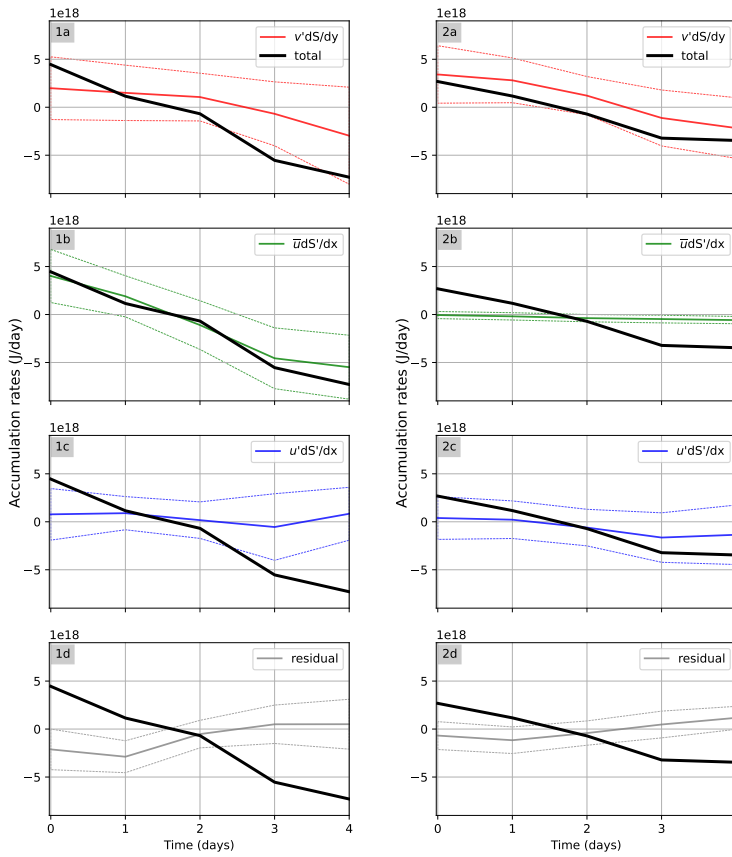 1e18
1a
v'dS/dy
total
5
0
−5
1e18
2a
v'dS/dy
total
5
0
−5
1e18
1b
u̅dS'/dx
5
0
−5
1e18
2b
u̅dS'/dx
5
0
−5
Accumulation rates (J/day)
Accumulation rates (J/day)
1e18
1c
u'dS'/dx
5
0
−5
1e18
2c
u'dS'/dx
5
0
−5
1e18
1d
residual
5
0
−5
0 1 2 3 4
Time (days)
1e18
2d
residual
5
0
−5
0 1 2 3
Time (days)